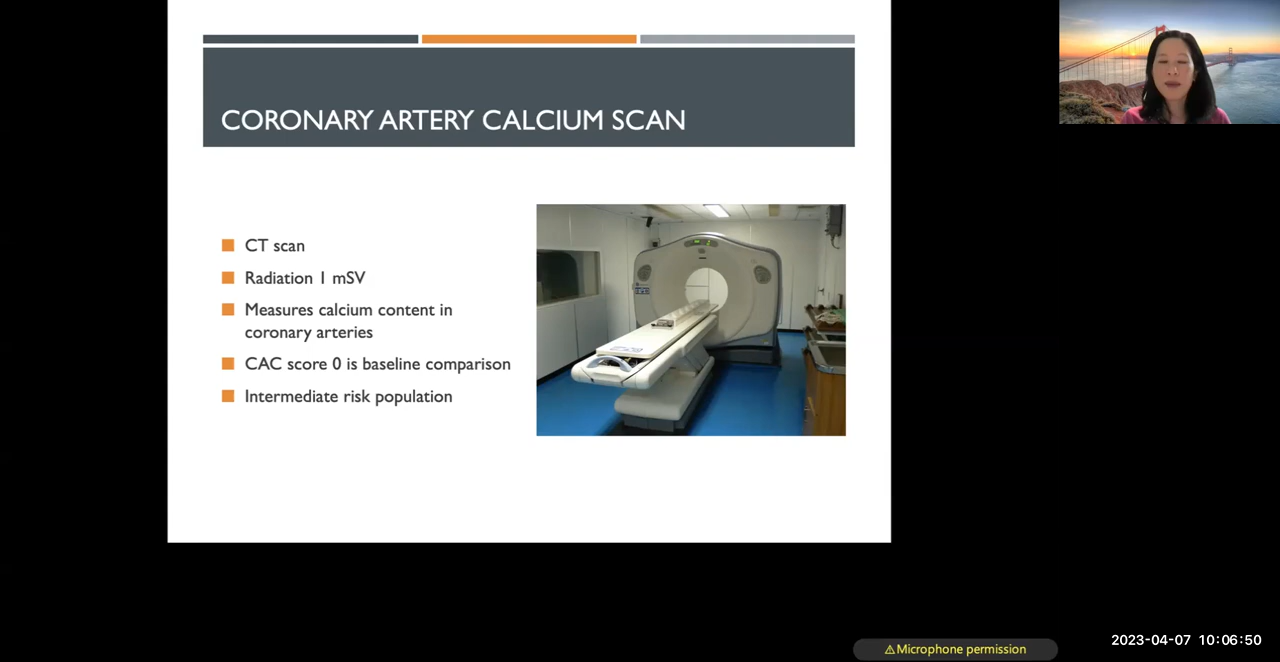 CORONARY ARTERY CALCIUM SCAN
CT scan
Radiation 1 mSV
Measures calcium content in
coronary arteries
CAC score 0 is baseline comparison
Intermediate risk population
⚠Microphone permission
2023-04-07 10:06:50